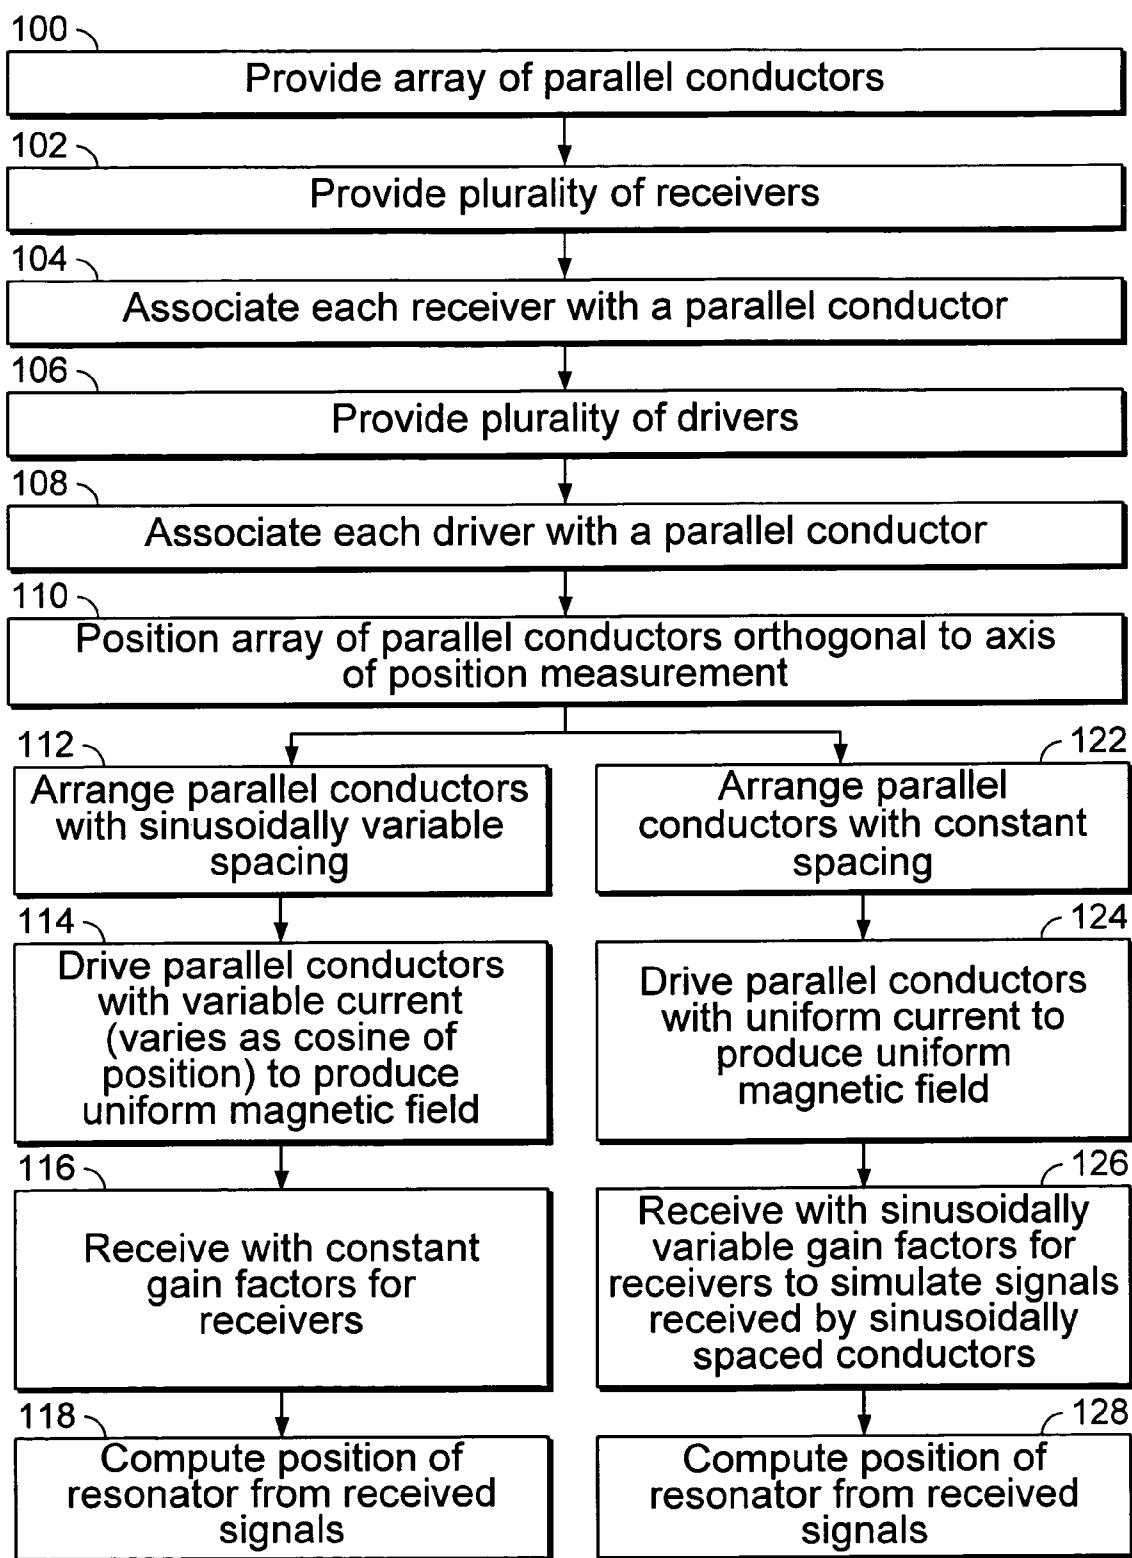 100
Provide array of parallel conductors
102
Provide plurality of receivers
104
Associate each receiver with a parallel conductor
106
Provide plurality of drivers
108
Associate each driver with a parallel conductor
110
Position array of parallel conductors orthogonal to axis
of position measurement
112
Arrange parallel conductors
with sinusoidally variable
spacing
114
Drive parallel conductors
with variable current
(varies as cosine of
position) to produce
uniform magnetic field
116
Receive with constant
gain factors for
receivers
118
Compute position of
resonator from received
signals
122
Arrange parallel
conductors with constant
spacing
124
Drive parallel conductors
with uniform current to
produce uniform
magnetic field
126
Receive with sinusoidally
variable gain factors for
receivers to simulate signals
received by sinusoidally
spaced conductors
128
Compute position of
resonator from received
signals